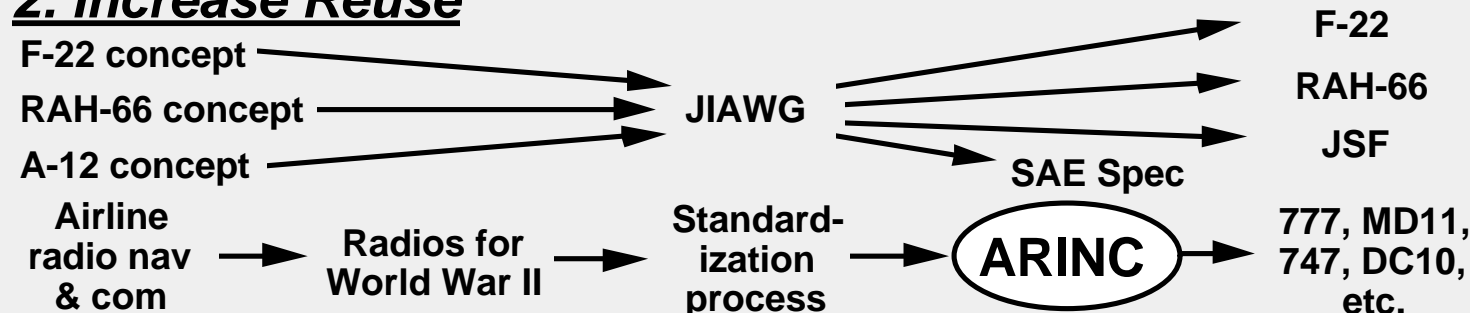 2. Increase Reuse
F-22 concept
RAH-66 concept
A-12 concept
JIAWG
F-22
RAH-66
JSF
SAE Spec
Airline
radio nav
& com
Radios for
World War II
Standard-
ization
process
ARINC
777, MD11,
747, DC10,
etc.